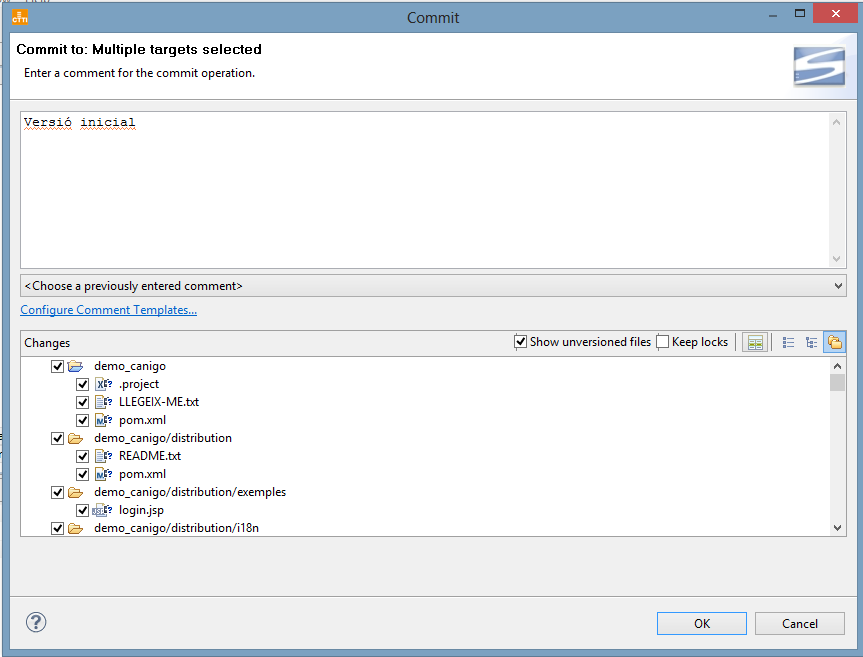 Commit
CTTI
Commit to: Multiple targets selected
Enter a comment for the commit operation.
Versió inicial
<Choose a previously entered comment>
Configure Comment Templates...
Changes
Show unversioned files
Keep locks
demo_canigo
.project
LLEGEIX-ME.txt
pom.xml
demo_canigo/distribution
README.txt
pom.xml
demo_canigo/distribution/exemples
login.jsp
demo_canigo/distribution/i18n
OK
Cancel